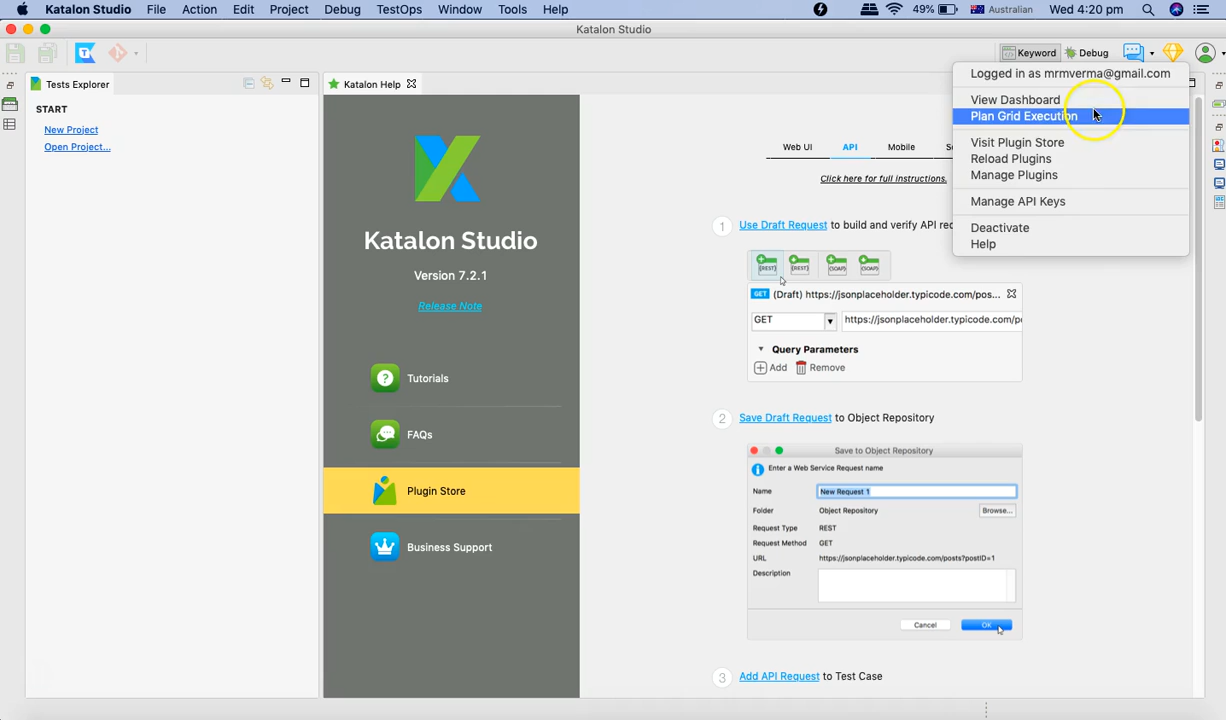 Katalon Studio File Action Edit Project Debug TestOps Window Tools Help 49% Australian Wed 4:20 pm
Katalon Studio
Keyword Debug
Tests Explorer
Katalon Help
START
New Project
Open Project...
Katalon Studio
Version 7.2.1
Release Note
Tutorials
FAQs
Plugin Store
Business Support
Web UI API Mobile
Click here for full instructions.
1 Use Draft Request to build and verify API
[REST] [REST] (SOAP) (SOAP)
GET (Draft) https://jsonplaceholder.typicode.com/pos...
GET https://jsonplaceholder.typicode.com/
Query Parameters
Add Remove
2 Save Draft Request to Object Repository
Save to Object Repository
Enter a Web Service Request name
Name New Request 1
Folder Object Repository Browse...
Request Type REST
Request Method GET
URL https://jsonplaceholder.typicode.com/posts?postID=1
Description
Cancel OK
3 Add API Request to Test Case
Logged in as mrmverma@gmail.com
View Dashboard
Plan Grid Execution
Visit Plugin Store
Reload Plugins
Manage Plugins
Manage API Keys
Deactivate
Help